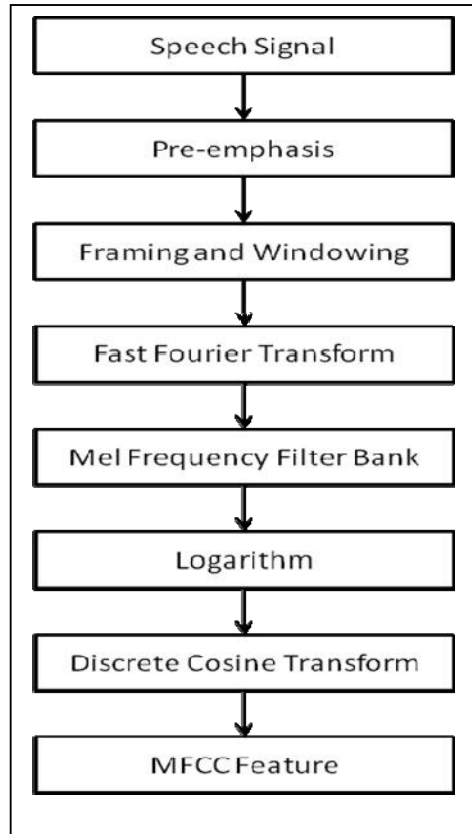 Speech Signal
Pre-emphasis
Framing and Windowing
Fast Fourier Transform
Mel Frequency Filter Bank
Logarithm
Discrete Cosine Transform
MFCC Feature